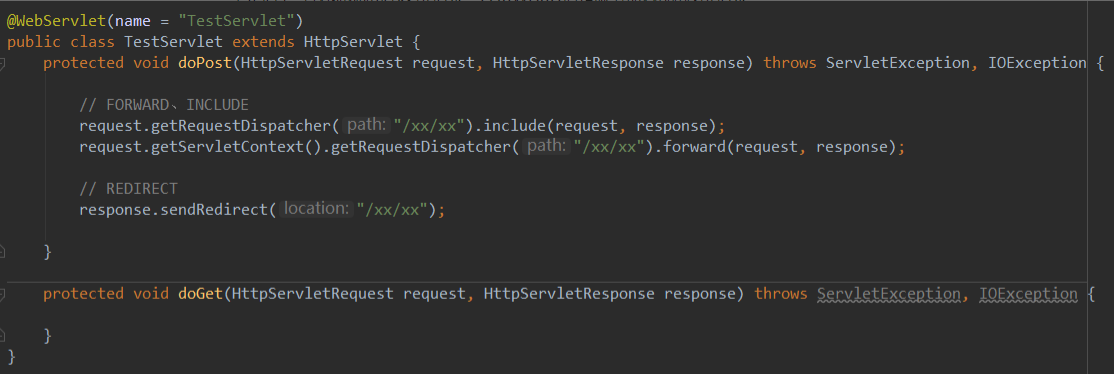 @WebServlet(name = "TestServlet")
public class TestServlet extends HttpServlet {
protected void doPost(HttpServletRequest request, HttpServletResponse response) throws ServletException, IOException {
// FORWARD、INCLUDE
request.getRequestDispatcher( path: "/xx/xx").include(request, response);
request.getServletContext().getRequestDispatcher( path: "/xx/xx").forward(request, response);
// REDIRECT
response.sendRedirect( location: "/xx/xx");
}
protected void doGet(HttpServletRequest request, HttpServletResponse response) throws ServletException, IOException {
}
}